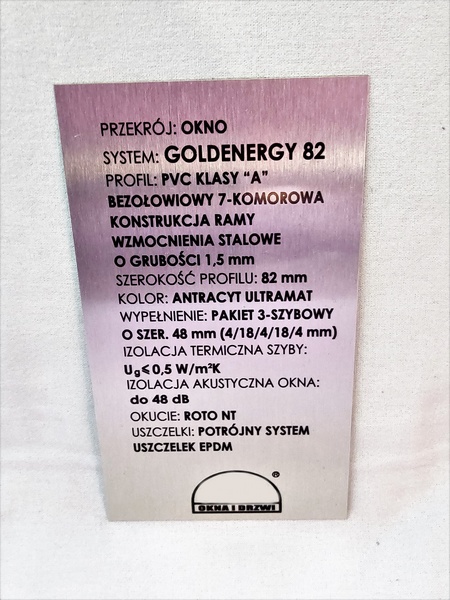 PRZEKRÓJ: OKNO
SYSTEM: GOLDENERGY 82
PROFIL: PVC KLASY "A"
BEZOŁOWIOWY 7-KOMOROWA
KONSTRUKCJA RAMY
WZMOCNIENIA STALOWE
O GRUBOŚCI 1,5 mm
SZEROKOŚĆ PROFILU: 82 mm
KOLOR: ANTRACYT ULTRAMAT
WYPEŁNIENIE: PAKIET 3-SZYBOWY
O SZER. 48 mm (4/18/4/18/4 mm)
IZOLACJA TERMICZNA SZYBY:
Ug≤0,5 W/m²K
IZOLACJA AKUSTYCZNA OKNA:
do 48 dB
OKUCIE: ROTO NT
USZCZELKI: POTRÓJNY SYSTEM
USZCZELEK EPDM
®
OKNA I DRZWI